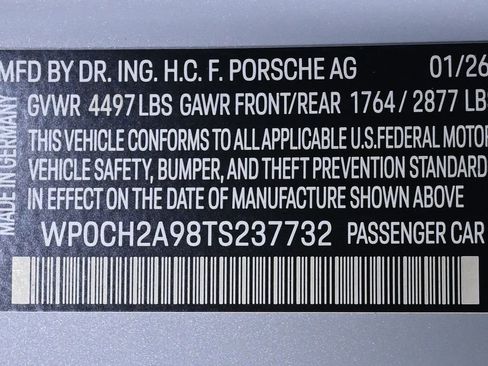 MFD BY DR. ING. H.C. F. PORSCHE AG 01/26
GVWR 4497 LBS GAWR FRONT/REAR 1764 / 2877 LBS
THIS VEHICLE CONFORMS TO ALL APPLICABLE U.S.FEDERAL MOTOR
VEHICLE SAFETY, BUMPER, AND THEFT PREVENTION STANDARD
IN EFFECT ON THE DATE OF MANUFACTURE SHOWN ABOVE
WP0CH2A98TS237732 PASSENGER CAR
MADE IN GERMANY